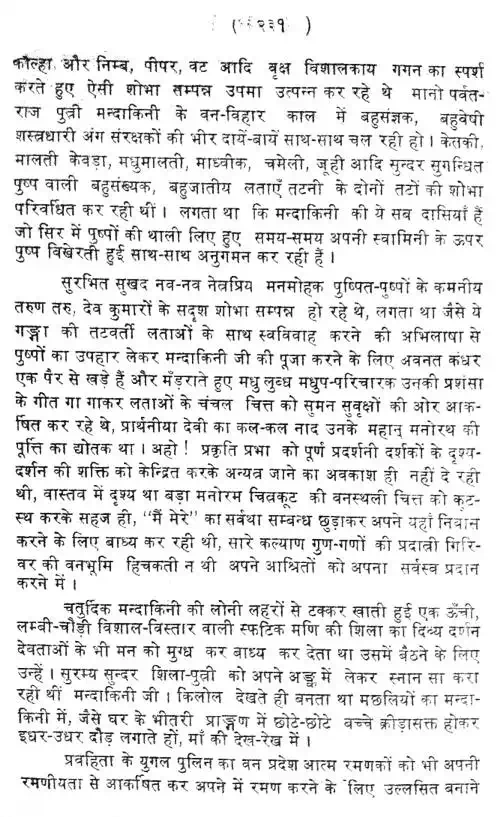 ( २३१ )
कौल्हा और निम्ब, पीपर, वट आदि वृक्ष विशालकाय गगन का स्पर्श
करते हुए ऐसी शोभा सम्पन्न उपमा उत्पन्न कर रहे थे मानो पर्वत-
राज पुत्री मन्दाकिनी के वन-विहार काल में बहुसंज्ञक, बहुवेषी
शस्त्रधारी अंग संरक्षकों की भीर दायें-बायें साथ-साथ चल रही हो। केतकी,
मालती केवड़ा, मधुमालती, माध्वीक, चमेली, जूही आदि सुन्दर सुगन्धित
पुष्प वाली बहुसंख्यक, बहुजातीय लताएँ तटनी के दोनों तटों की शोभा
परिवर्धित कर रही थीं। लगता था कि मन्दाकिनी की ये सब दासियाँ हैं
जो सिर में पुष्पों की थाली लिए हुए समय-समय अपनी स्वामिनी के ऊपर
पुष्प विखेरती हुई साथ-साथ अनुगमन कर रही हैं।
सुरभित सुखद नव-नव नेत्रप्रिय मनमोहक पुष्पित-पुष्पों के कमनीय
तरुण तरु, देव कुमारों के सदृश शोभा सम्पन्न हो रहे थे, लगता था जैसे ये
गङ्गा की तटवर्ती लताओं के साथ स्वविवाह करने की अभिलाषा से
पुष्पों का उपहार लेकर मन्दाकिनी जी की पूजा करने के लिए अवनत कंधर
एक पैर से खड़े हैं और मँड़राते हुए मधु लुब्ध मधुप-परिचारक उनकी प्रशंसा
के गीत गा गाकर लताओं के चंचल चित्त को सुमन सुवृक्षों की ओर आक-
र्षित कर रहे थे, प्रार्थनीया देवी का कल-कल नाद उनके महान् मनोरथ की
पूर्त्ति का द्योतक था। अहो! प्रकृति प्रभा को पूर्ण प्रदर्शनी दर्शकों के दृश्य-
दर्शन की शक्ति को केन्द्रित करके अन्यत्र जाने का अवकाश ही नहीं दे रही
थी, वास्तव में दृश्य था बड़ा मनोरम चित्रकूट की वनस्थली चित्त को कूट-
स्थ करके सहज ही, "मैं मेरे" का सर्वथा सम्बन्ध छुड़ाकर अपने यहाँ निवास
करने के लिए बाध्य कर रही थी, सारे कल्याण गुण-गणों की प्रदात्री गिरि-
वर की वनभूमि हिचकती न थी अपने आश्रितों को अपना सर्वस्व प्रदान
करने में।
चतुर्दिक मन्दाकिनी की लोनी लहरों से टक्कर खाती हुई एक ऊँची,
लम्वी-चौड़ी विशाल-विस्तार वाली स्फटिक मणि की शिला का दिव्य दर्शन
देवताओं के भी मन को मुग्ध कर बाध्य कर देता था उसमें बैठने के लिए
उन्हें। सुरम्य सुन्दर शिला-पुत्री को अपने अङ्क में लेकर स्नान सा करा
रही थीं मन्दाकिनी जी। किलोल देखते ही बनता था मछलियों का मन्दा-
किनी में, जैसे घर के भीतरी प्राङ्गण में छोटे-छोटे वच्चे क्रीड़ासक्त होकर
इधर-उधर दौड़ लगाते हों, माँ की देख-रेख में।
प्रवहिता के युगल पुलिन का वन प्रदेश आत्म रमणकों को भी अपनी
रमणीयता से आकर्षित कर अपने में रमण करने के लिए उल्लसित बनाने